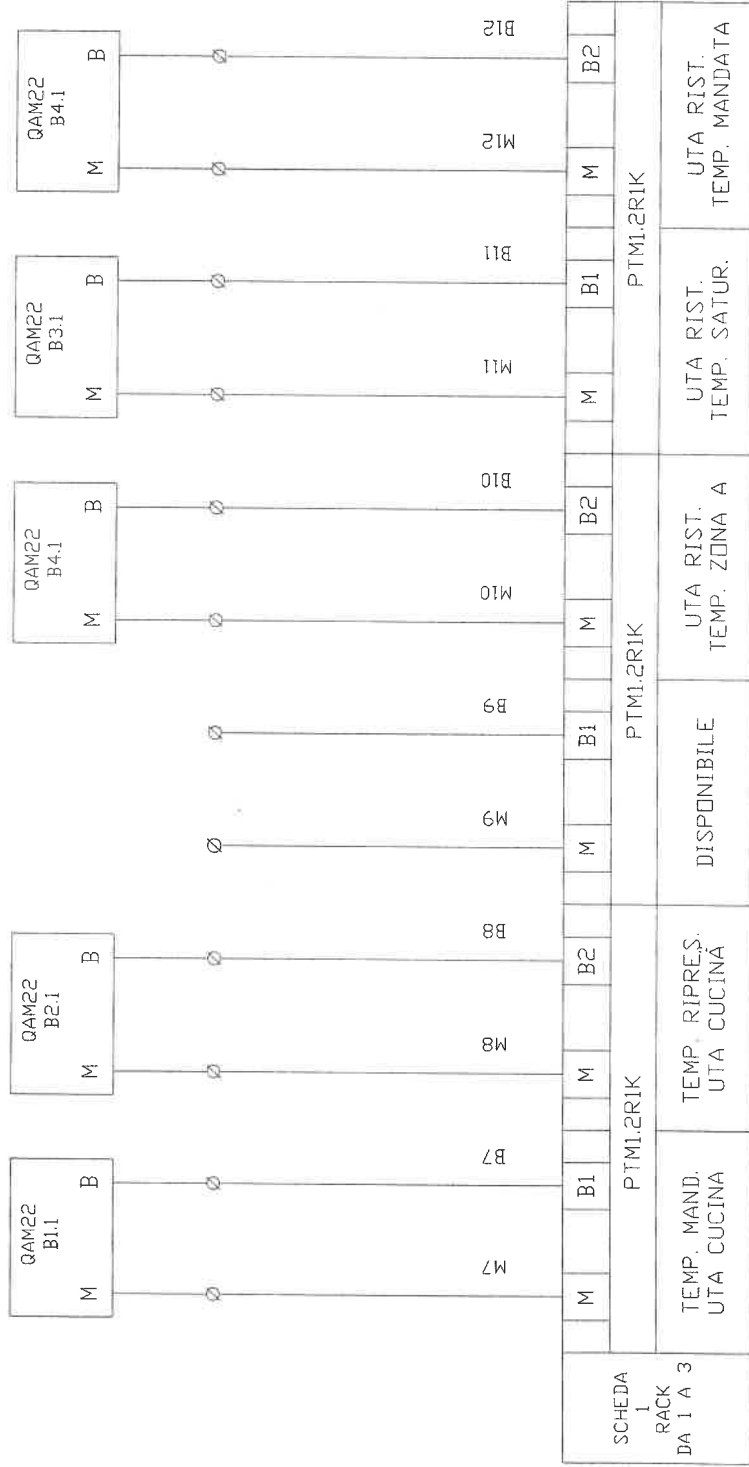 QAM22
B1.1
M B
QAM22
B2.1
M B
QAM22
B4.1
M B
QAM22
B3.1
M B
QAM22
B4.1
M B
M7 B7 M8 B8 M9 B9 M10 B10 M11 B11 M12 B12
M B1 M B2 M B1 M B2 M B1 M B2
SCHEDA
1
RACK
DA 1 A 3
PTM1.2R1K PTM1.2R1K PTM1.2R1K
TEMP. MAND.
UTA CUCINA
TEMP. RIPRES.
UTA CUCINA
DISPONIBILE
UTA RIST.
TEMP. ZONA A
UTA RIST.
TEMP. SATUR.
UTA RIST.
TEMP. MANDATA